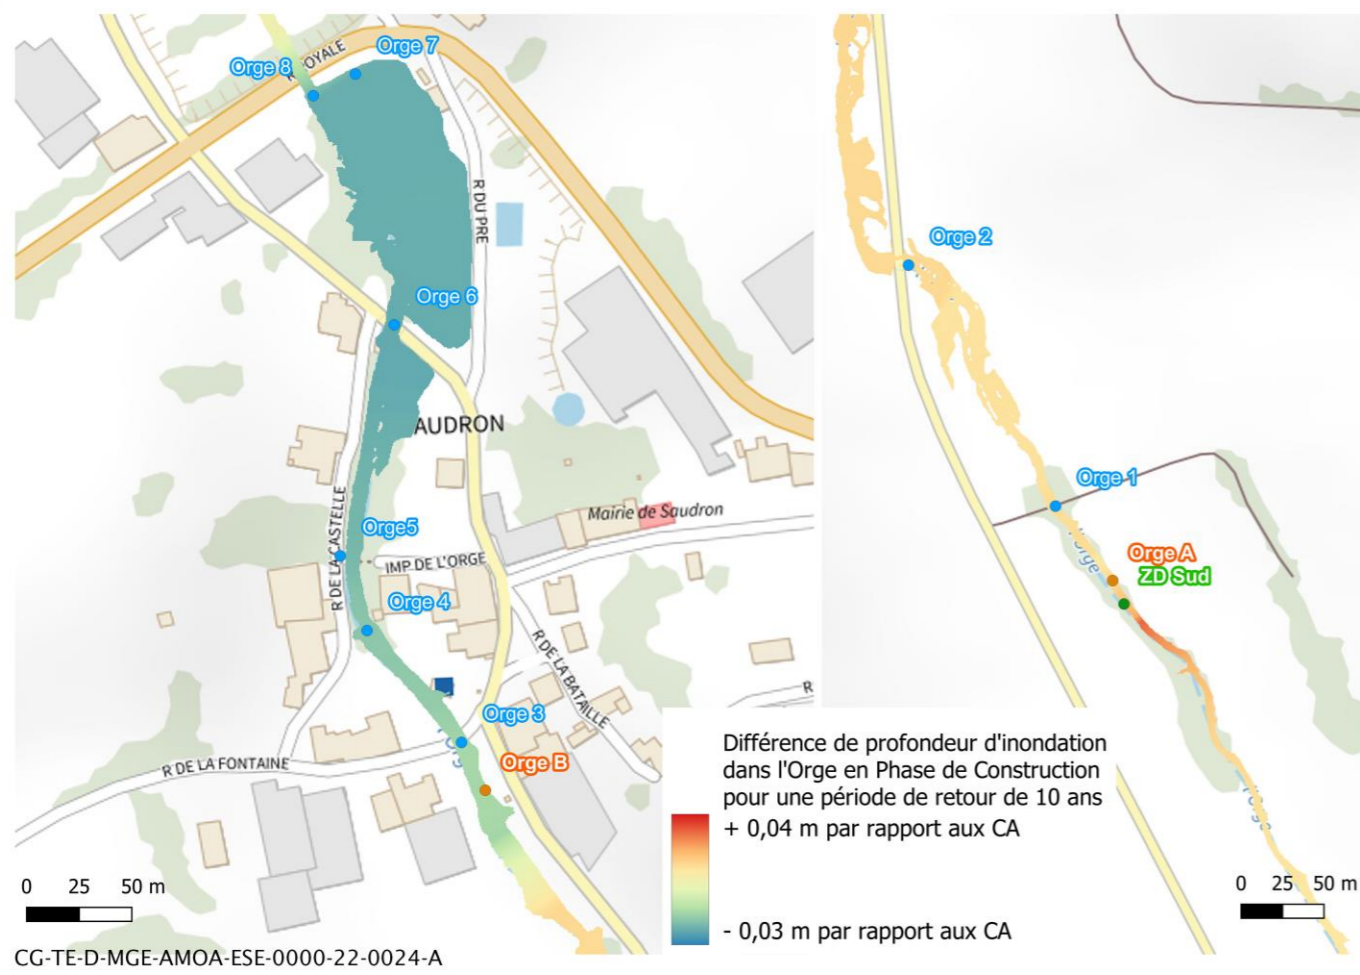 Orge 7
Orge 8
R ROYALE
R DU PRE
Orge 2
Orge 6
AUDRON
Orge 1
R DE LA CASTELLE
Mairie de Saudron
Orge5
IMP DE L'ORGE
l'Orge
Orge A
ZD Sud
Orge 4
R DE LA BATAILLE
R
Orge 3
R DE LA FONTAINE
Orge B
l'Orge
Différence de profondeur d'inondation
dans l'Orge en Phase de Construction
pour une période de retour de 10 ans
+ 0,04 m par rapport aux CA
- 0,03 m par rapport aux CA
0 25 50 m
0 25 50 m
CG-TE-D-MGE-AMOA-ESE-0000-22-0024-A